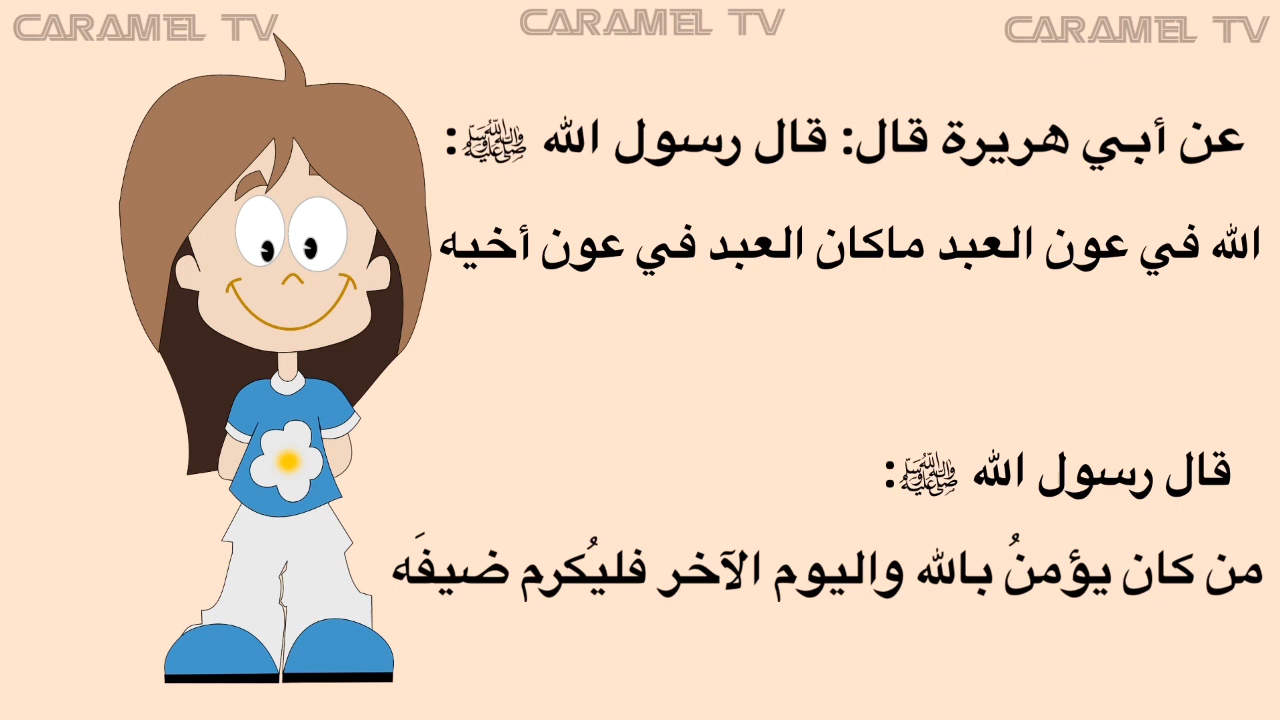 CARAMEL TV CARAMEL TV CARAMEL TV
عن أبي هريرة قال: قال رسول الله ﷺ:
الله في عون العبد ماكان العبد في عون أخيه
قال رسول الله ﷺ:
من كان يؤمنُ بالله واليوم الآخر فليُكرم ضيفَه